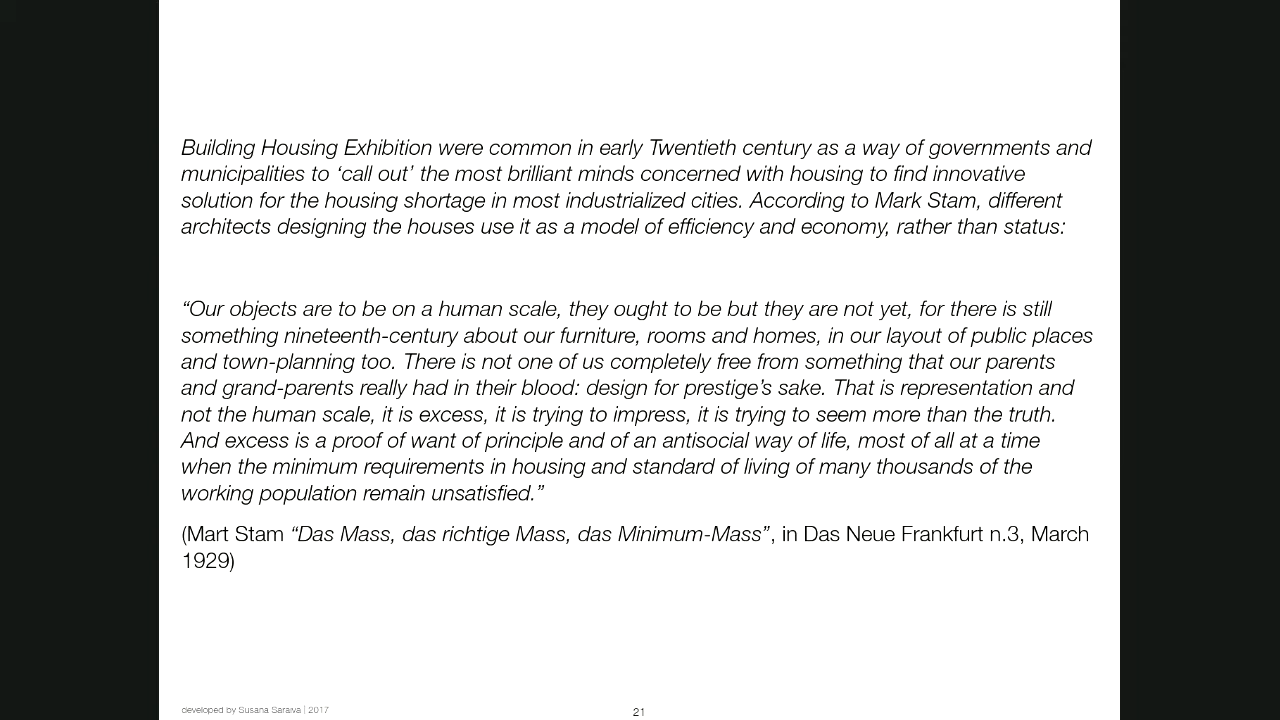 Building Housing Exhibition were common in early Twentieth century as a way of governments and
municipalities to ‘call out’ the most brilliant minds concerned with housing to find innovative
solution for the housing shortage in most industrialized cities. According to Mark Stam, different
architects designing the houses use it as a model of efficiency and economy, rather than status:
“Our objects are to be on a human scale, they ought to be but they are not yet, for there is still
something nineteenth-century about our furniture, rooms and homes, in our layout of public places
and town-planning too. There is not one of us completely free from something that our parents
and grand-parents really had in their blood: design for prestige’s sake. That is representation and
not the human scale, it is excess, it is trying to impress, it is trying to seem more than the truth.
And excess is a proof of want of principle and of an antisocial way of life, most of all at a time
when the minimum requirements in housing and standard of living of many thousands of the
working population remain unsatisfied.”
(Mart Stam “Das Mass, das richtige Mass, das Minimum-Mass”, in Das Neue Frankfurt n.3, March
1929)
developed by Susana Saraiva | 2017
21